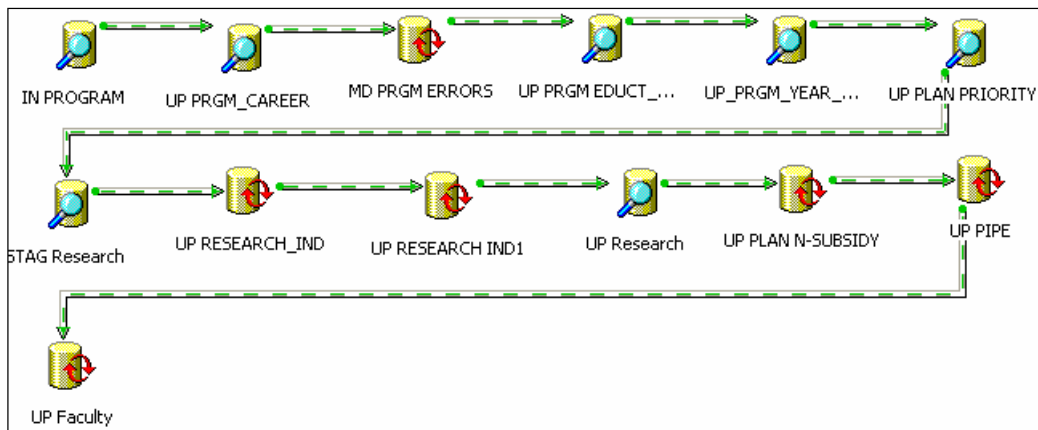 IN PROGRAM
UP PRGM_CAREER
MD PRGM ERRORS
UP PRGM EDUCT_...
UP_PRGM_YEAR_...
UP PLAN PRIORITY
STAG Research
UP RESEARCH_IND
UP RESEARCH IND1
UP Research
UP PLAN N-SUBSIDY
UP PIPE
UP Faculty